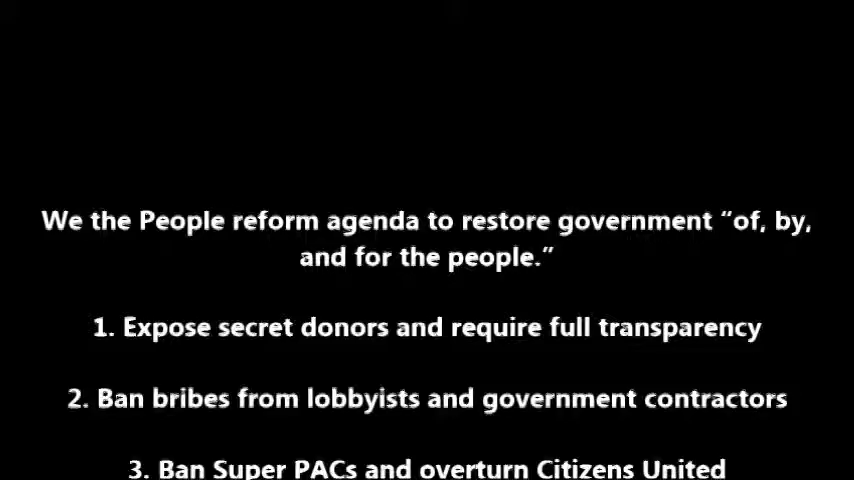 We the People reform agenda to restore government “of, by,
and for the people.”
1. Expose secret donors and require full transparency
2. Ban bribes from lobbyists and government contractors
3. Ban Super PACs and overturn Citizens United